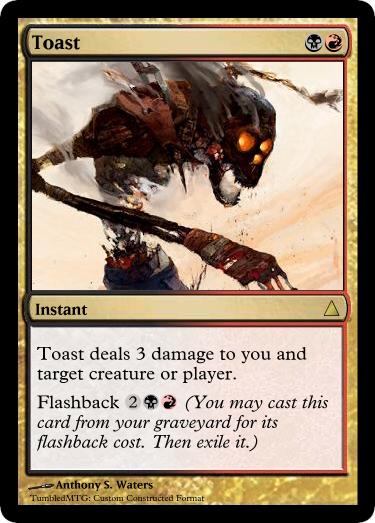 Toast
Instant
Toast deals 3 damage to you and
target creature or player.
Flashback 2 (You may cast this
card from your graveyard for its
flashback cost. Then exile it.)
Anthony S. Waters
TumbledMTG: Custom Constructed Format